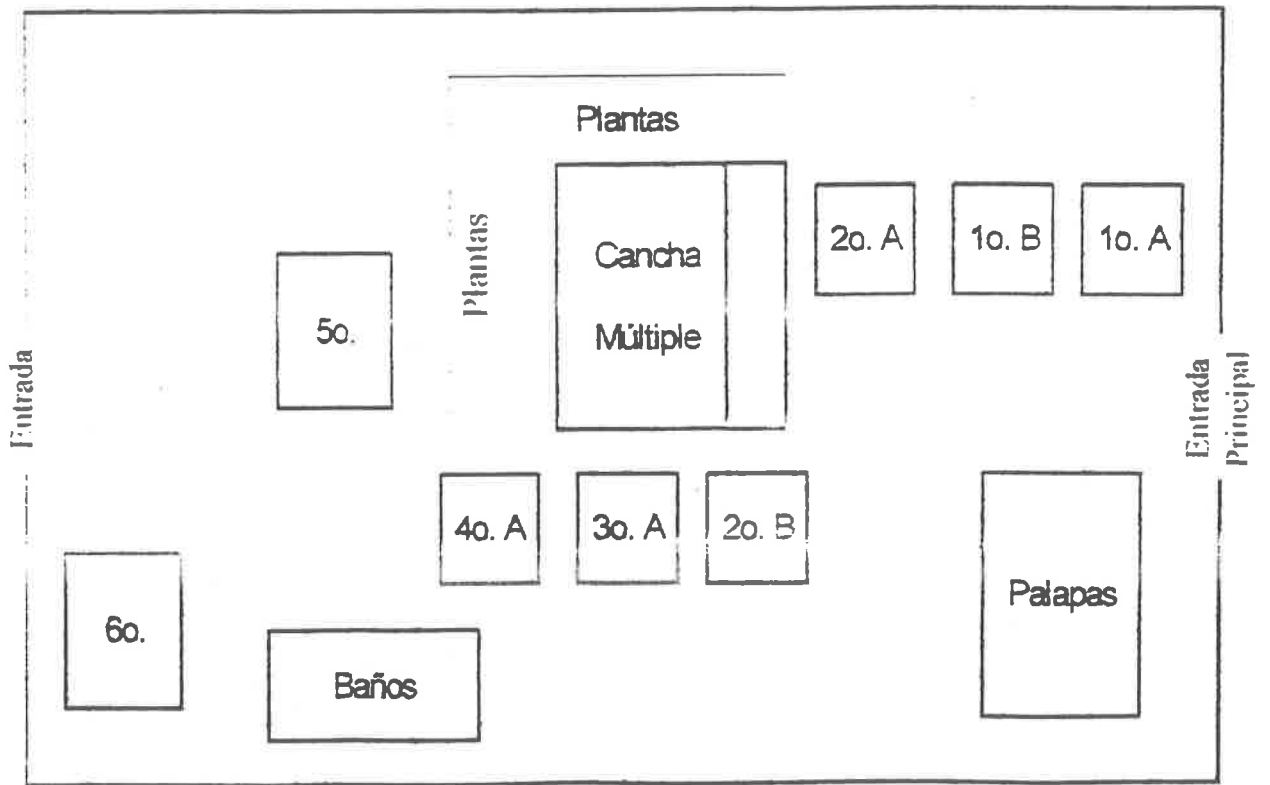 Plantas
Plantas
Cancha
Múltiple
2o. A
1o. B
1o. A
5o.
Entrada
Entrada
Principal
4o. A
3o. A
2o. B
Palapas
6o.
Baños